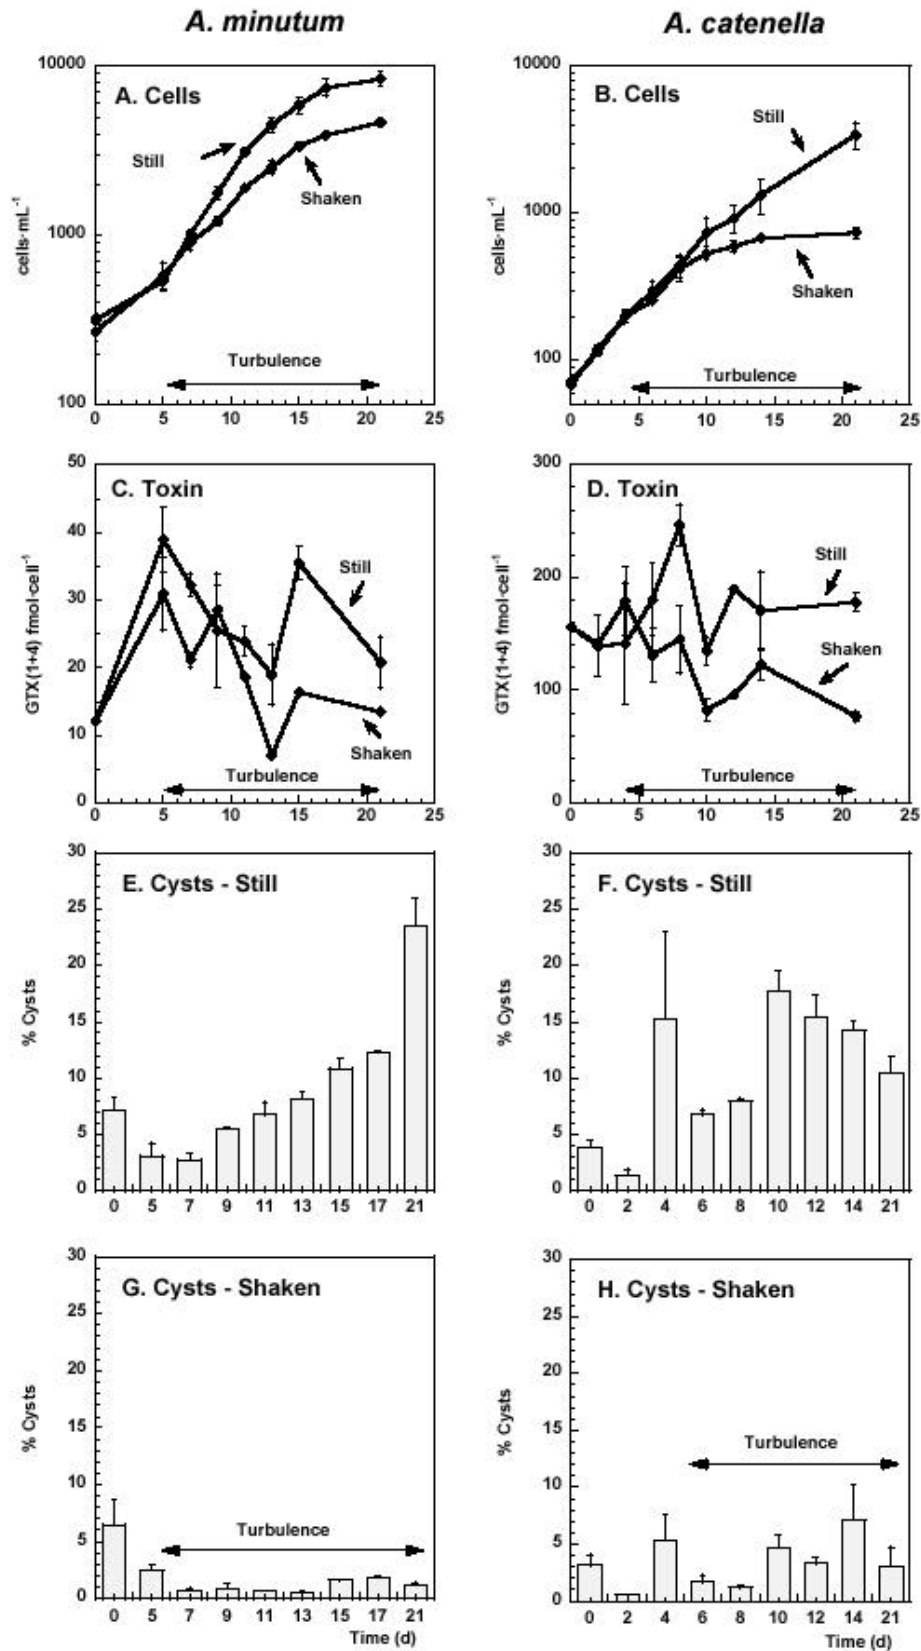 A. minutum
A. catenella
10000
A. Cells
Still
Shaken
1000
cells·mL⁻¹
Turbulence
100
0 5 10 15 20 25
10000
B. Cells
Still
1000
cells·mL⁻¹
Shaken
100
Turbulence
0 5 10 15 20 25
50
C. Toxin
40
Still
30
GTX(1+4) fmol·cell⁻¹
20
10
Shaken
Turbulence
0
0 5 10 15 20 25
300
D. Toxin
200
Still
GTX(1+4) fmol·cell⁻¹
Shaken
100
Turbulence
0
0 5 10 15 20 25
30
E. Cysts - Still
25
20
% Cysts
15
10
5
0
0 5 7 9 11 13 15 17 21
30
F. Cysts - Still
25
20
% Cysts
15
10
5
0
0 2 4 6 8 10 12 14 21
30
G. Cysts - Shaken
25
20
% Cysts
15
10
Turbulence
5
0
0 5 7 9 11 13 15 17 21
Time (d)
30
H. Cysts - Shaken
25
20
% Cysts
15
Turbulence
10
5
0
0 2 4 6 8 10 12 14 21
Time (d)